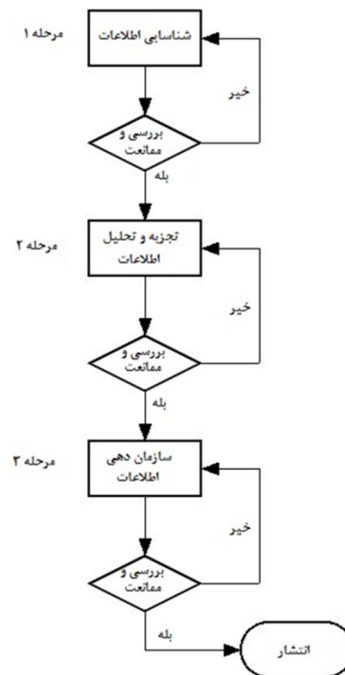 مرحله ۱
شناسایی اطلاعات
خیر
بررسی و
ممانعت
بله
مرحله ۲
تجزیه و تحلیل
اطلاعات
خیر
بررسی و
ممانعت
بله
مرحله ۳
سازمان دهی
اطلاعات
خیر
بررسی و
ممانعت
بله
انتشار